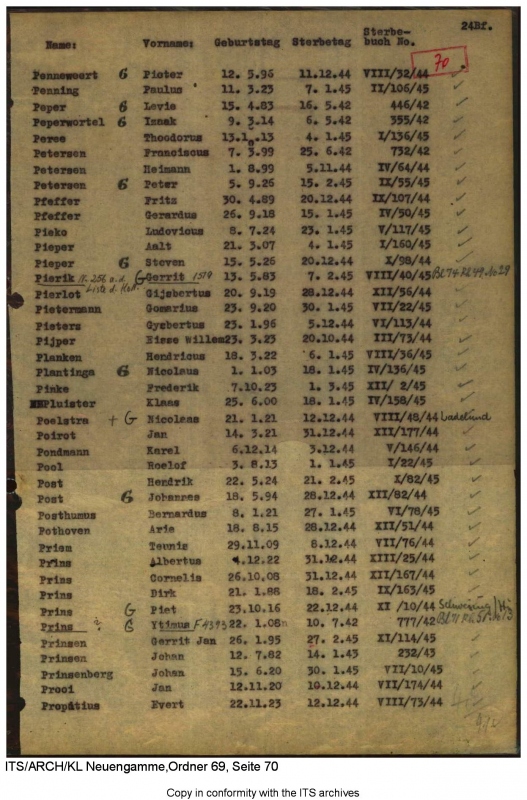 24Bf.
Name: Vorname: Geburtstag Sterbetag Sterbe-
buch No.
70
Penneweert G Pieter 12. 5.96 11.12.44 VIII/32/44
Penning Paulus 11. 3.23 7. 1.45 II/106/45
Peper G Levie 15. 4.83 16. 5.42 446/42
Peperwortel G Isaak 9. 3.14 6. 5.42 355/42
Peree Theodorus 13.1.13 4. 1.45 I/136/45
Petersen Franciscus 7. 3.99 25. 6.42 732/42
Petersen Heimann 1. 8.99 5.11.44 IV/64/44
Peterson G Peter 5. 9.26 15. 2.45 IX/55/45
Pfeffer Fritz 30. 4.89 20.12.44 IX/107/44
Pfeffer Gerardus 26. 9.18 15. 1.45 IV/50/45
Pieko Ludovicus 8. 7.24 23. 1.45 V/117/45
Pieper Aalt 21. 3.07 4. 1.45 I/160/45
Pieper G Steven 15. 5.26 20.12.44 X/98/44
Pierik G Gerrit 1519 13. 5.83 7. 2.45 VIII/40/45
Pierlot Gijsbertus 20. 9.19 28.12.44 XII/56/44
Pietermann Gomarius 23. 9.20 30. 1.45 VII/22/45
Pieters Gysbertus 23. 1.96 5.12.44 VI/113/44
Pijper Eisse Willem 23. 3.23 20.10.44 III/73/44
Planken Hendricus 18. 3.22 6. 1.45 VIII/36/45
Plantinga G Nicolaus 1. 1.03 18. 1.45 IV/136/45
Pinke Frederik 7.10.23 1. 3.45 XII/ 2/45
Pluister Klaas 25. 6.00 18. 1.45 IV/158/45
Poelstra + G Nicolaas 21. 1.21 12.12.44 VIII/48/44 Ladelund
Poirot Jan 14. 3.21 31.12.44 XII/177/44
Pondmann Karel 6.12.14 3.12.44 V/146/44
Pool Roelof 3. 8.13 1. 1.45 I/22/45
Post Hendrik 22. 5.24 21. 2.45 X/82/45
Post G Johannes 18. 5.94 28.12.44 XII/82/44
Posthumus Bernardus 8. 1.21 27. 1.45 VI/78/45
Pothoven Arie 18. 8.15 28.12.44 XII/51/44
Priem Teunis 29.11.09 8.12.44 VII/76/44
Prins Albertus 4.12.22 31.12.44 XIII/25/44
Prins Cornelis 26.10.08 31.12.44 XII/167/44
Prins Dirk 21. 1.88 18. 2.45 IX/163/45
Prins G Piet 23.10.16 22.12.44 XI /10/44
Prins ? G Ytimus 22. 1.08 10. 7.42 777/42
Prinsen Gerrit Jan 26. 1.95 27. 2.45 XI/114/45
Prinsen Johan 12. 7.82 14. 1.43 232/43
Prinsenberg Johan 15. 6.20 30. 1.45 VII/10/45
Prooi Jan 12.11.20 10.12.44 VII/174/44
Propitius Evert 22.11.23 12.12.44 VIII/73/44
ITS/ARCH/KL Neuengamme,Ordner 69, Seite 70
Copy in conformity with the ITS archives